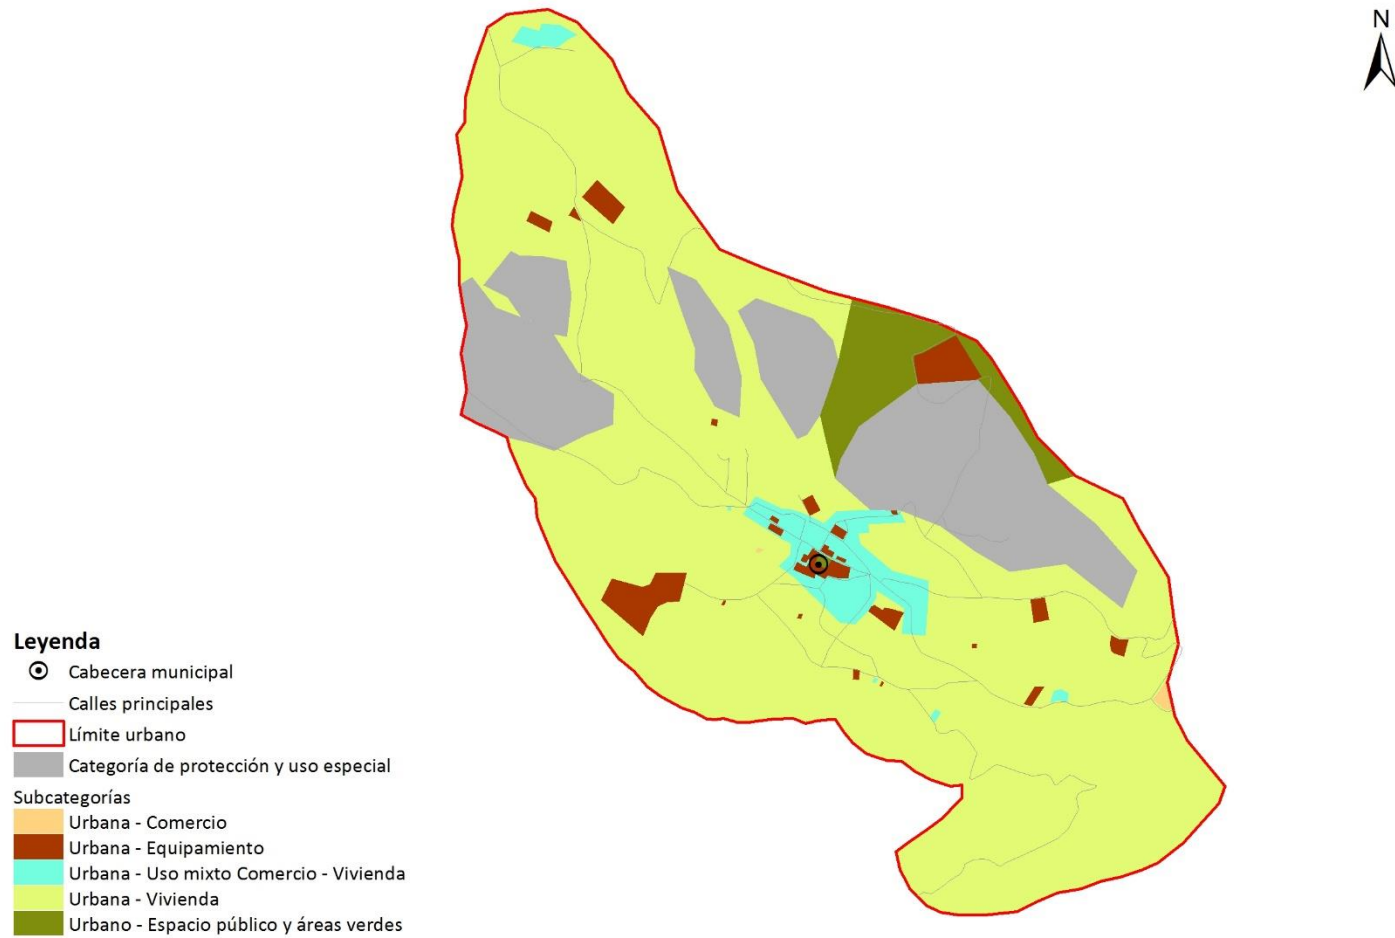 N
Leyenda
Cabecera municipal
Calles principales
Límite urbano
Categoría de protección y uso especial
Subcategorías
Urbana - Comercio
Urbana - Equipamiento
Urbana - Uso mixto Comercio - Vivienda
Urbana - Vivienda
Urbano - Espacio público y áreas verdes